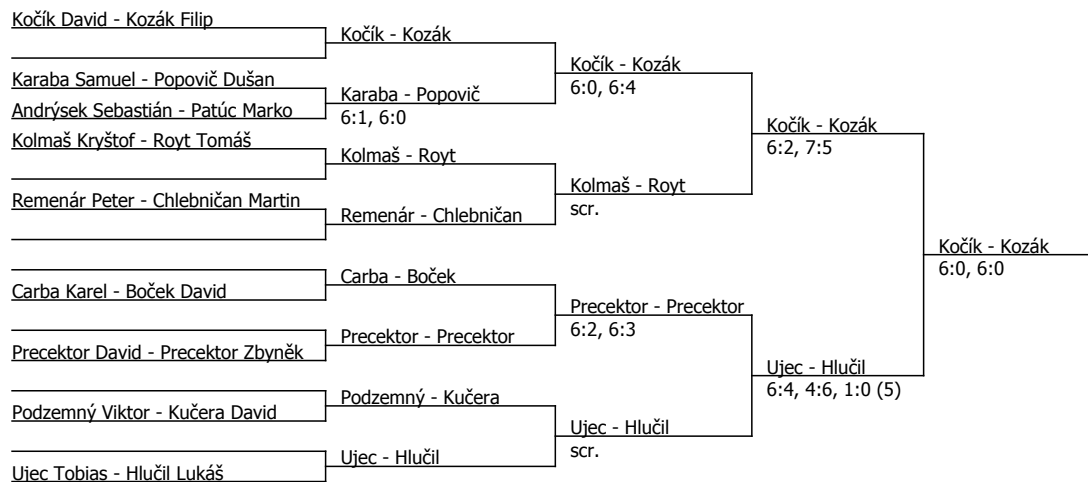 Kočík David - Kozák Filip
Karaba Samuel - Popovič Dušan
Andrýsek Sebastián - Patúc Marko
Kolmaš Kryštof - Royt Tomáš
Remenár Peter - Chlebničan Martin
Carba Karel - Boček David
Precektor David - Precektor Zbyněk
Podzemný Viktor - Kučera David
Ujec Tobias - Hlučil Lukáš
Kočík - Kozák
Karaba - Popovič
6:1, 6:0
Kolmaš - Royt
Remenár - Chlebničan
Carba - Boček
Precektor - Precektor
Podzemný - Kučera
Ujec - Hlučil
Kočík - Kozák
6:0, 6:4
Kolmaš - Royt
scr.
Precektor - Precektor
6:2, 6:3
Ujec - Hlučil
scr.
Kočík - Kozák
6:2, 7:5
Ujec - Hlučil
6:4, 4:6, 1:0 (5)
Kočík - Kozák
6:0, 6:0